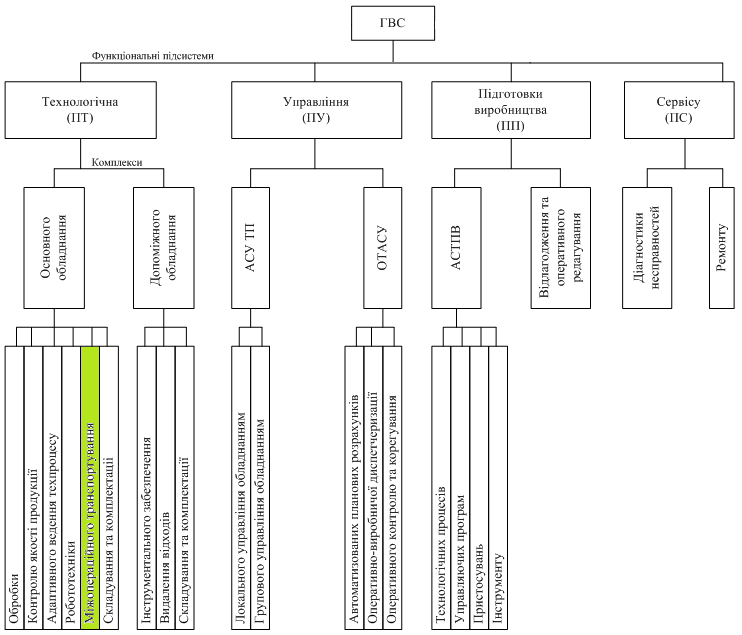 ГВС
Функціональні підсистеми
Технологічна
(ПТ)
Управління
(ПУ)
Підготовки
виробництва
(ПП)
Сервісу
(ПС)
Комплекси
Основного
обладнання
Допоміжного
обладнання
АСУ ТП
ОТАСУ
АСТПВ
Відлагодження та
оперативного
редагування
Діагностики
несправностей
Ремонту
Обробки
Контролю якості продукції
Адаптивного ведення техпроцесу
Робототехніки
Міжопераційного транспортування
Складування та комплектації
Інструментального забезпечення
Видалення відходів
Складування та комплектації
Локального управління обладнанням
Групового управління обладнанням
Автоматизованих планових розрахунків
Оперативно-виробничої диспетчеризації
Оперативного контролю та корегування
Технологічних процесів
Управляючих програм
Пристосувань
Інструменту